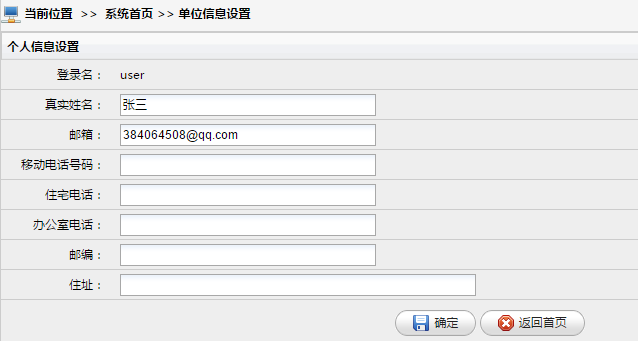 当前位置 >> 系统首页 >> 单位信息设置
个人信息设置
登录名： user
真实姓名： 张三
邮箱： 384064508@qq.com
移动电话号码：
住宅电话：
办公室电话：
邮编：
住址：
确定 返回首页